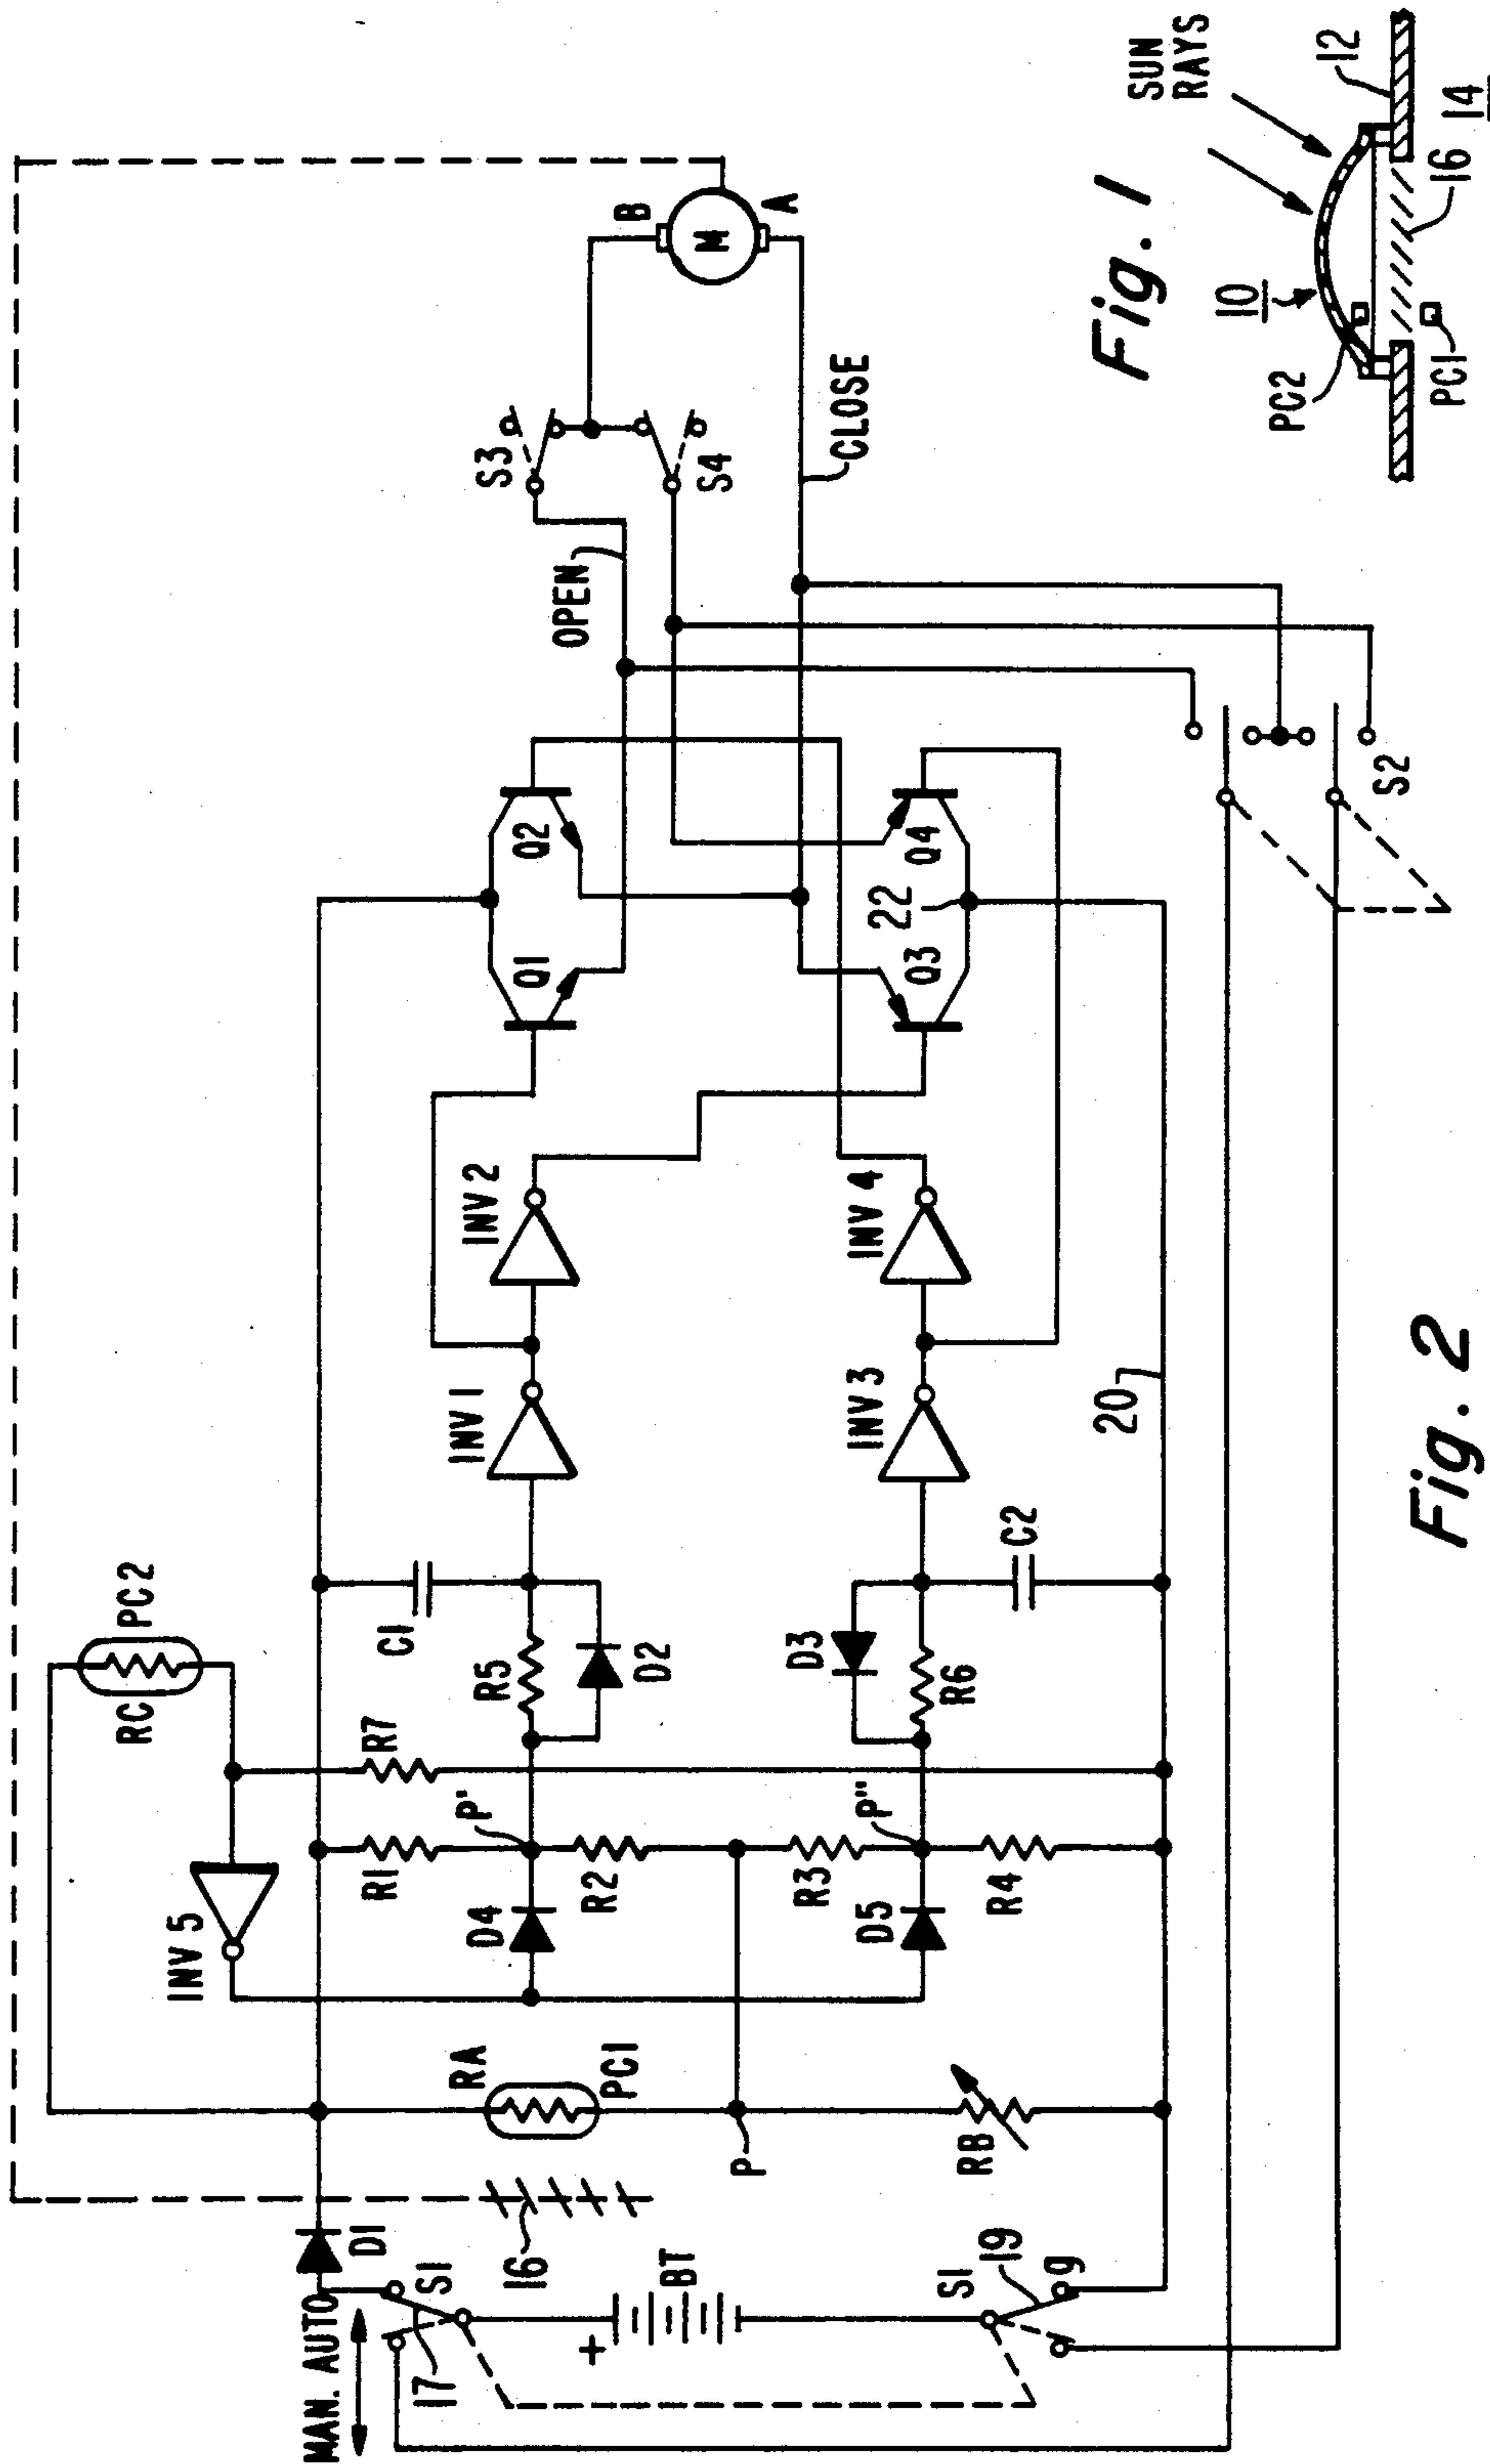 Fig. 1
SUN
RAYS
10
12
14
16
PC2
PC1
Fig. 2
MAN. AUTO
D1
S1
17
16
BT
+
S1
19
g
RA
PC1
P
RB
INV 5
D4
D5
R1
P'
R2
R3
P"
R4
R7
RC
PC2
C1
R5
D2
D3
R6
C2
INV 1
INV 2
INV 3
INV 4
20
Q1
Q2
Q3
22
Q4
OPEN
CLOSE
S3
S4
S2
B
M
A